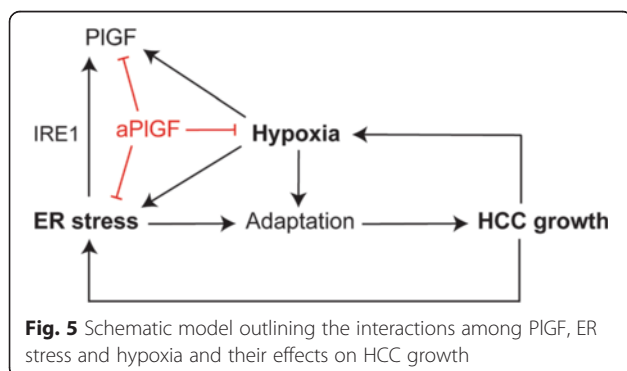 PlGF
IRE1
aPlGF
Hypoxia
ER stress
Adaptation
HCC growth
Fig. 5 Schematic model outlining the interactions among PlGF, ER
stress and hypoxia and their effects on HCC growth